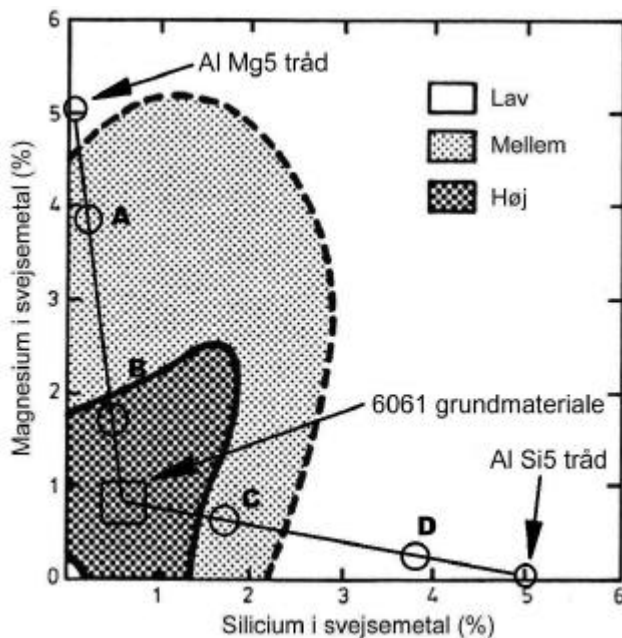 6
Al Mg5 tråd
5
Lav
Mellem
4
A
Høj
3
B
2
6061 grundmateriale
Al Si5 tråd
1
C
D
0
1
2
3
4
5
6
Magnesium i svejsemetal (%)
Silicium i svejsemetal (%)